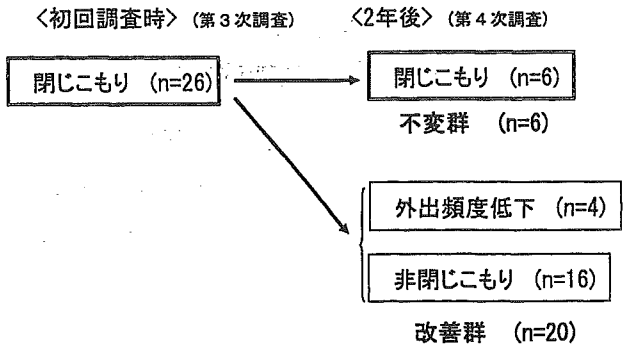 <初回調査時> (第3次調査) <2年後> (第4次調査)
閉じこもり (n=26) 閉じこもり (n=6)
不変群 (n=6)
外出頻度低下 (n=4)
非閉じこもり (n=16)
改善群 (n=20)